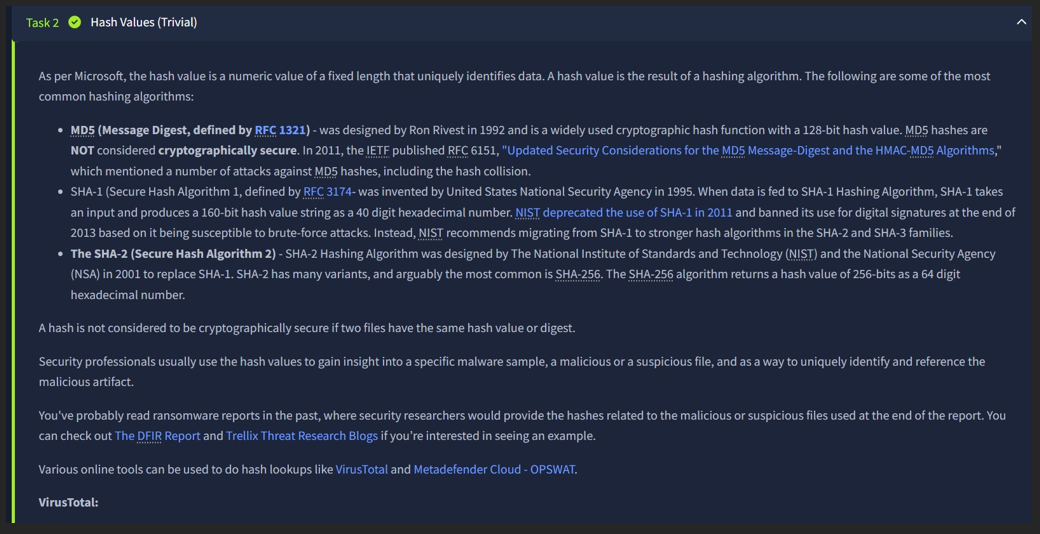 Task 2 Hash Values (Trivial)
As per Microsoft, the hash value is a numeric value of a fixed length that uniquely identifies data. A hash value is the result of a hashing algorithm. The following are some of the most
common hashing algorithms:
• MD5 (Message Digest, defined by RFC 1321) - was designed by Ron Rivest in 1992 and is a widely used cryptographic hash function with a 128-bit hash value. MD5 hashes are
NOT considered cryptographically secure. In 2011, the IETF published RFC 6151, "Updated Security Considerations for the MD5 Message-Digest and the HMAC-MD5 Algorithms,"
which mentioned a number of attacks against MD5 hashes, including the hash collision.
• SHA-1 (Secure Hash Algorithm 1, defined by RFC 3174- was invented by United States National Security Agency in 1995. When data is fed to SHA-1 Hashing Algorithm, SHA-1 takes
an input and produces a 160-bit hash value string as a 40 digit hexadecimal number. NIST deprecated the use of SHA-1 in 2011 and banned its use for digital signatures at the end of
2013 based on it being susceptible to brute-force attacks. Instead, NIST recommends migrating from SHA-1 to stronger hash algorithms in the SHA-2 and SHA-3 families.
• The SHA-2 (Secure Hash Algorithm 2) - SHA-2 Hashing Algorithm was designed by The National Institute of Standards and Technology (NIST) and the National Security Agency
(NSA) in 2001 to replace SHA-1. SHA-2 has many variants, and arguably the most common is SHA-256. The SHA-256 algorithm returns a hash value of 256-bits as a 64 digit
hexadecimal number.
A hash is not considered to be cryptographically secure if two files have the same hash value or digest.
Security professionals usually use the hash values to gain insight into a specific malware sample, a malicious or a suspicious file, and as a way to uniquely identify and reference the
malicious artifact.
You've probably read ransomware reports in the past, where security researchers would provide the hashes related to the malicious or suspicious files used at the end of the report. You
can check out The DFIR Report and Trellix Threat Research Blogs if you're interested in seeing an example.
Various online tools can be used to do hash lookups like VirusTotal and Metadefender Cloud - OPSWAT.
VirusTotal: